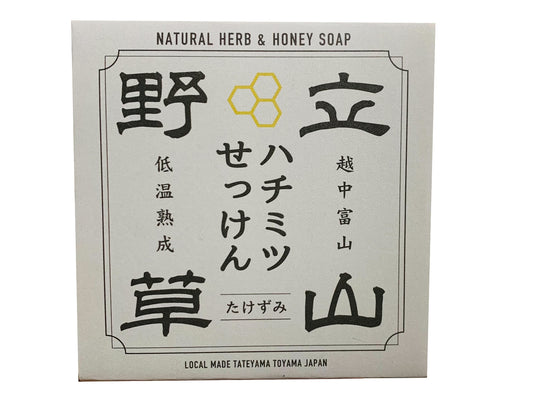 NATURAL HERB & HONEY SOAP
立山
越中富山
ハチミツ
せっけん
たけずみ
野草
低温熟成
LOCAL MADE TATEYAMA TOYAMA JAPAN